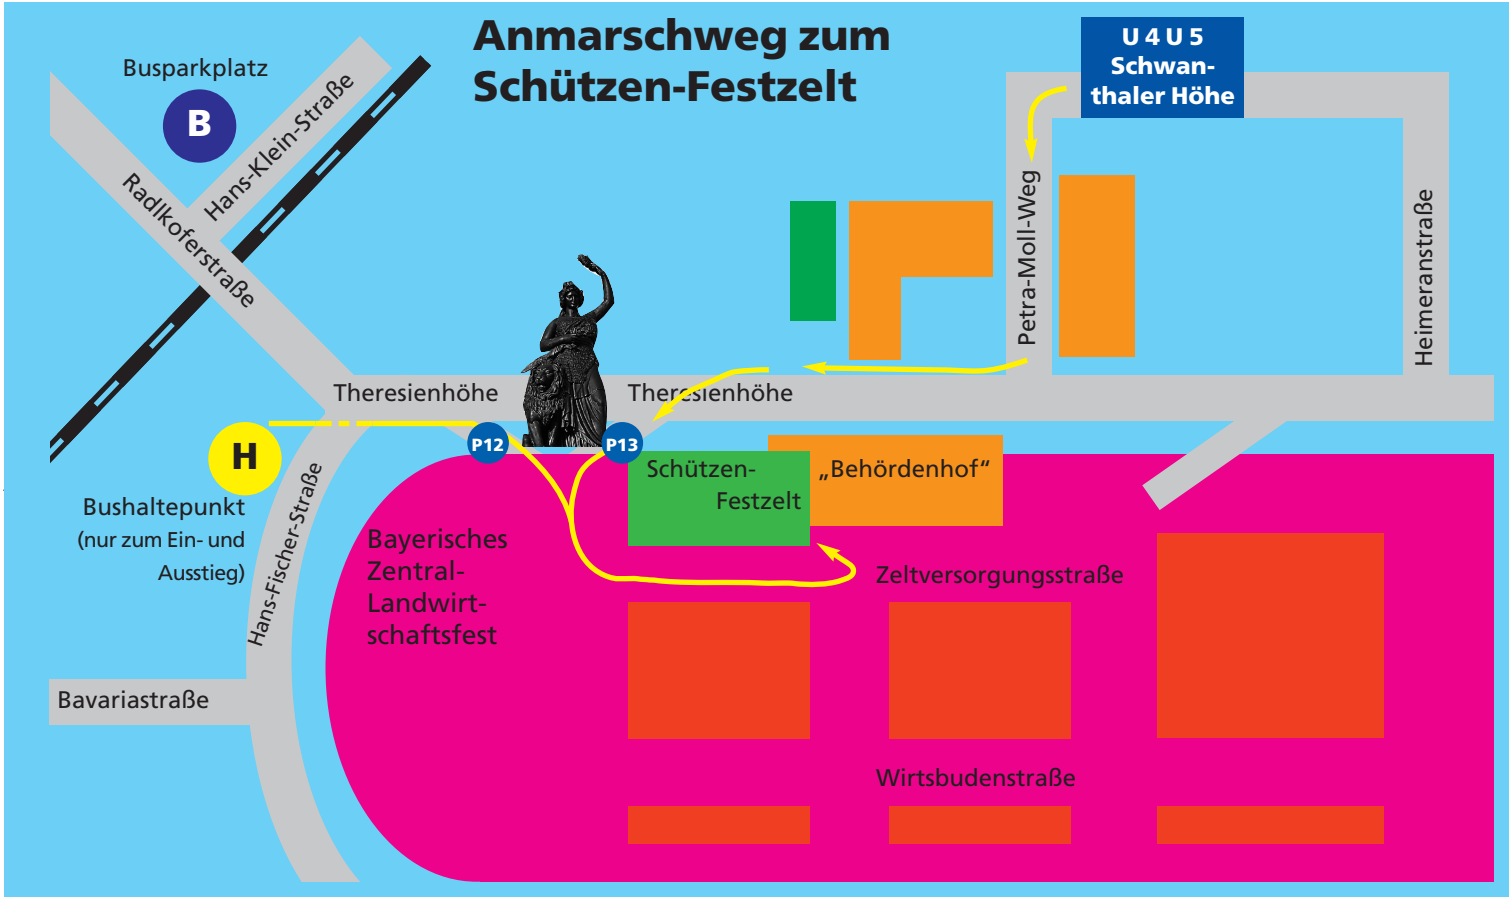 Anmarschweg zum
Schützen-Festzelt
U 4 U 5
Schwan-
thaler Höhe
Busparkplatz
B
Hans-Klein-Straße
Radlkoferstraße
Petra-Moll-Weg
Heimeranstraße
Theresienhöhe
Theresienhöhe
P12
P13
H
Bushaltepunkt
(nur zum Ein- und
Ausstieg)
Hans-Fischer-Straße
Schützen-
Festzelt
„Behördenhof“
Bayerisches
Zentral-
Landwirt-
schaftsfest
Zeltversorgungsstraße
Bavariastraße
Wirtsbudenstraße